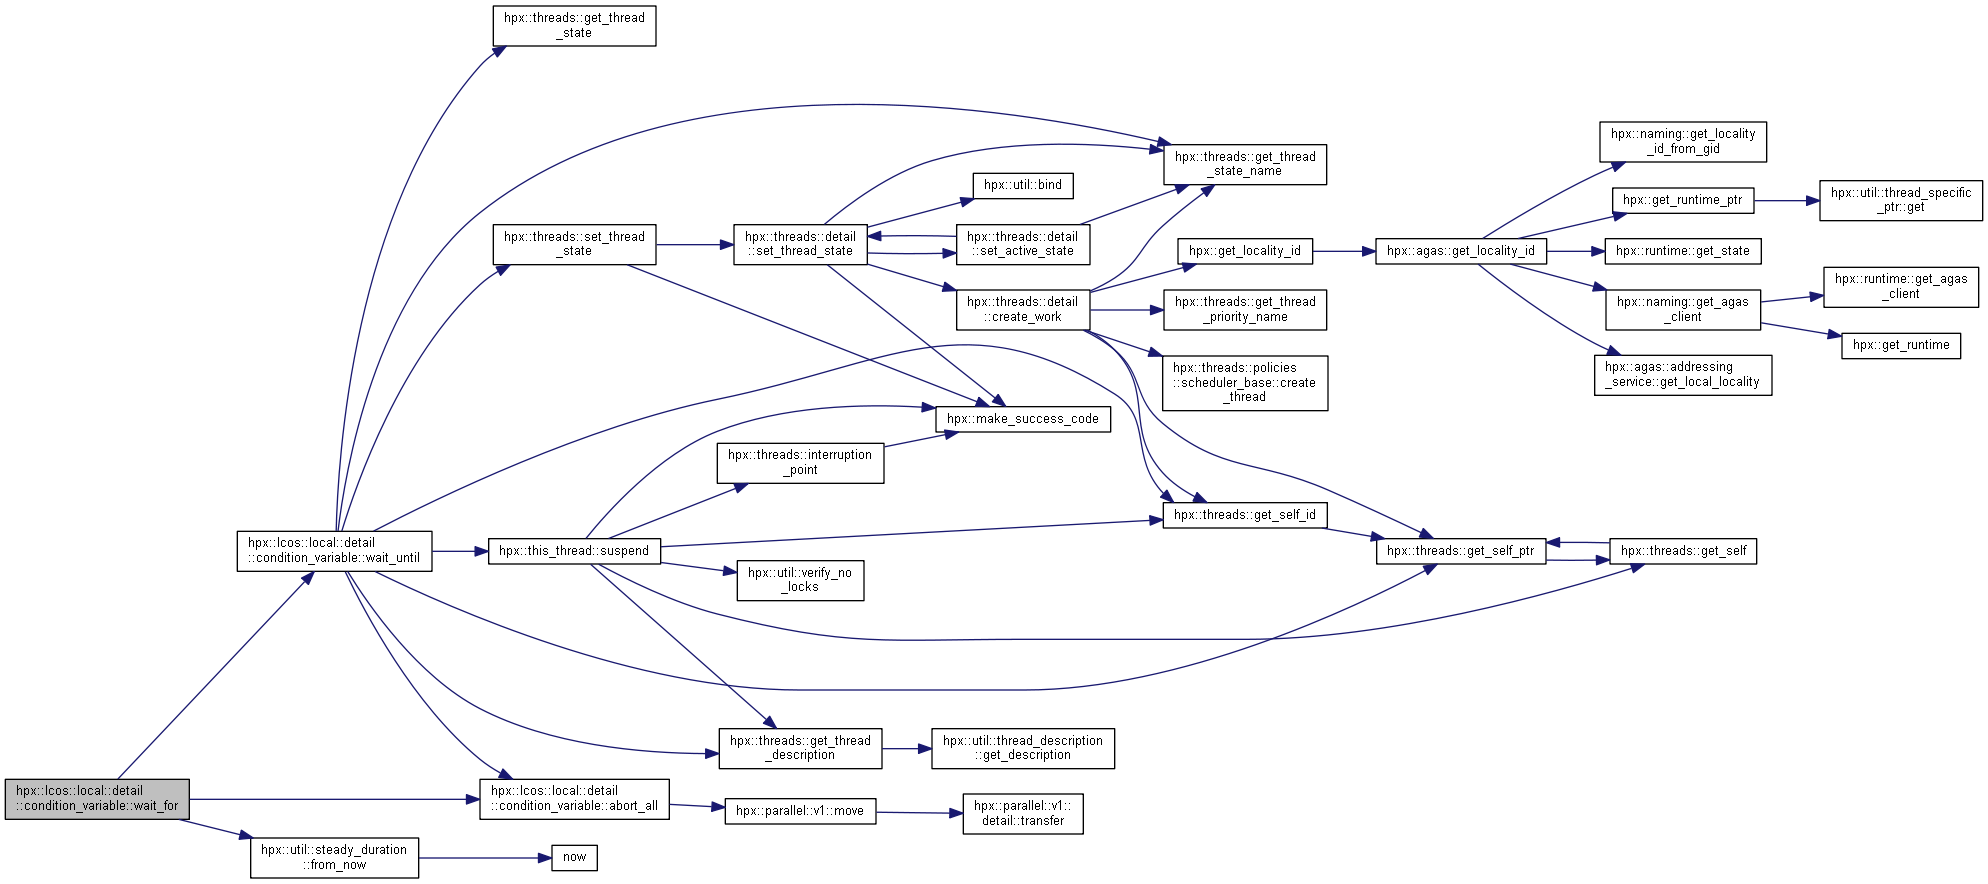 hpx::threads::get_thread
_state
hpx::naming::get_locality
_id_from_gid
hpx::threads::get_thread
_state_name
hpx::util::bind
hpx::get_runtime_ptr
hpx::util::thread_specific
_ptr::get
hpx::threads::set_thread
_state
hpx::threads::detail
::set_thread_state
hpx::threads::detail
::set_active_state
hpx::get_locality_id
hpx::agas::get_locality_id
hpx::runtime::get_state
hpx::threads::detail
::create_work
hpx::threads::get_thread
_priority_name
hpx::naming::get_agas
_client
hpx::runtime::get_agas
_client
hpx::get_runtime
hpx::threads::policies
::scheduler_base::create
_thread
hpx::agas::addressing
_service::get_local_locality
hpx::make_success_code
hpx::threads::interruption
_point
hpx::threads::get_self_id
hpx::lcos::local::detail
::condition_variable::wait_until
hpx::this_thread::suspend
hpx::threads::get_self_ptr
hpx::threads::get_self
hpx::util::verify_no
_locks
hpx::threads::get_thread
_description
hpx::util::thread_description
::get_description
hpx::lcos::local::detail
::condition_variable::wait_for
hpx::lcos::local::detail
::condition_variable::abort_all
hpx::parallel::v1::move
hpx::parallel::v1::
detail::transfer
hpx::util::steady_duration
::from_now
now